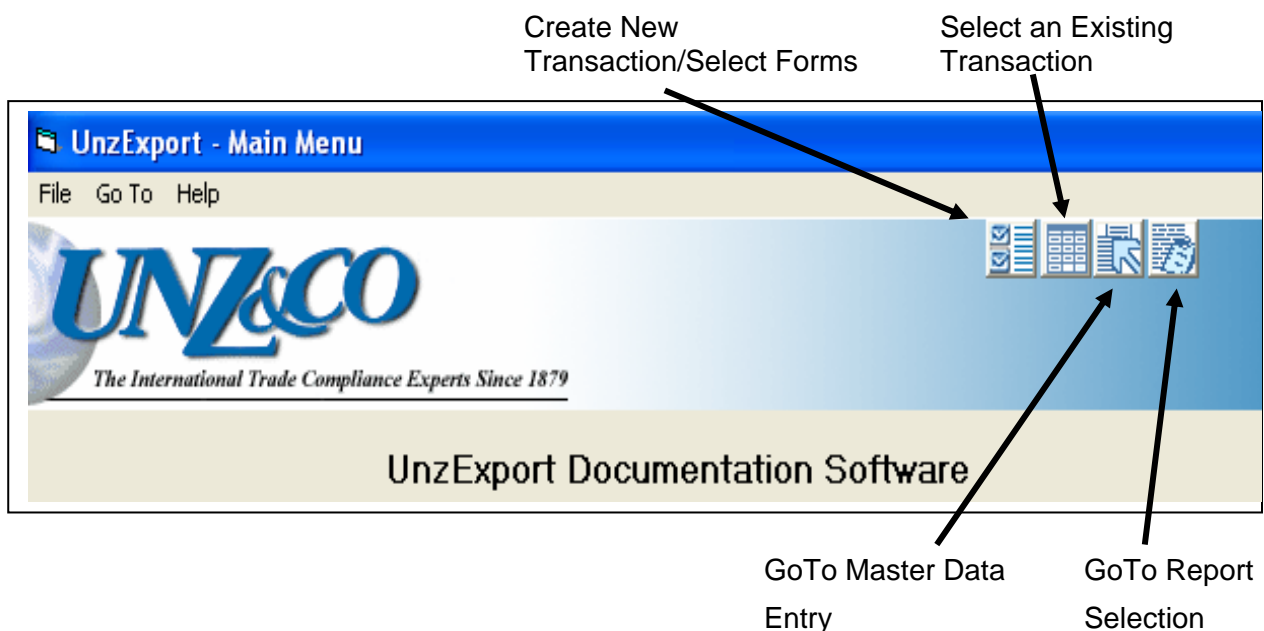 Create New
Transaction/Select Forms
Select an Existing
Transaction
UnzExport - Main Menu
File Go To Help
UNZ&CO
The International Trade Compliance Experts Since 1879
UnzExport Documentation Software
GoTo Master Data
Entry
GoTo Report
Selection